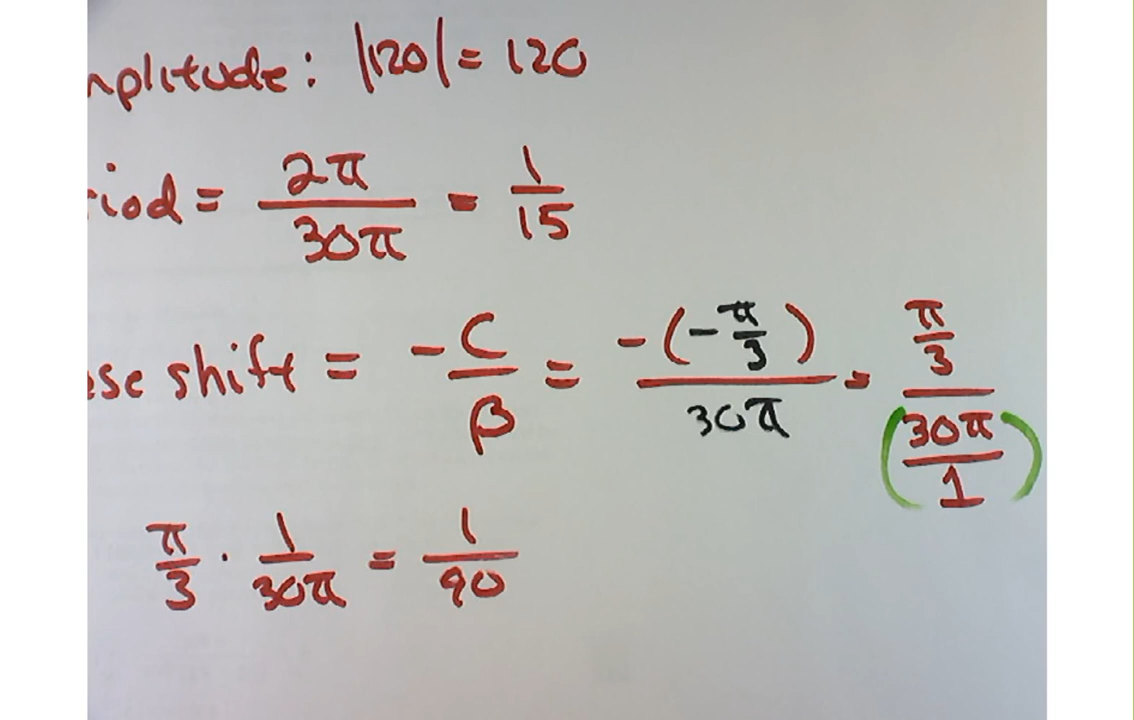 mplitude: |120| = 120
riod = 2π/30π = 1/15
ase shift = -C/β = -(-π/3)/30π = (π/3)/(30π/1)
π/3 · 1/30π = 1/90